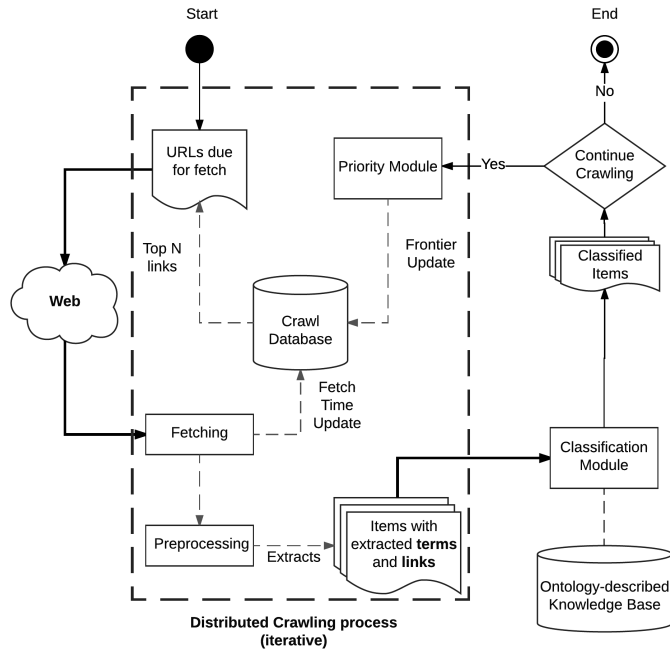 Start
End
No
URLs due
for fetch
Priority Module
Yes
Continue
Crawling
Top N
links
Frontier
Update
Classified
Items
Web
Crawl
Database
Fetch
Time
Update
Fetching
Classification
Module
Preprocessing
Extracts
Items with
extracted terms
and links
Ontology-described
Knowledge Base
Distributed Crawling process
(iterative)